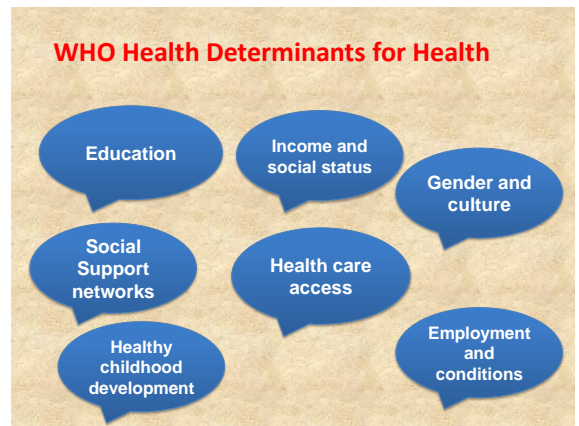 WHO Health Determinants for Health
Education
Income and
social status
Gender and
culture
Social
Support
networks
Health care
access
Healthy
childhood
development
Employment
and
conditions